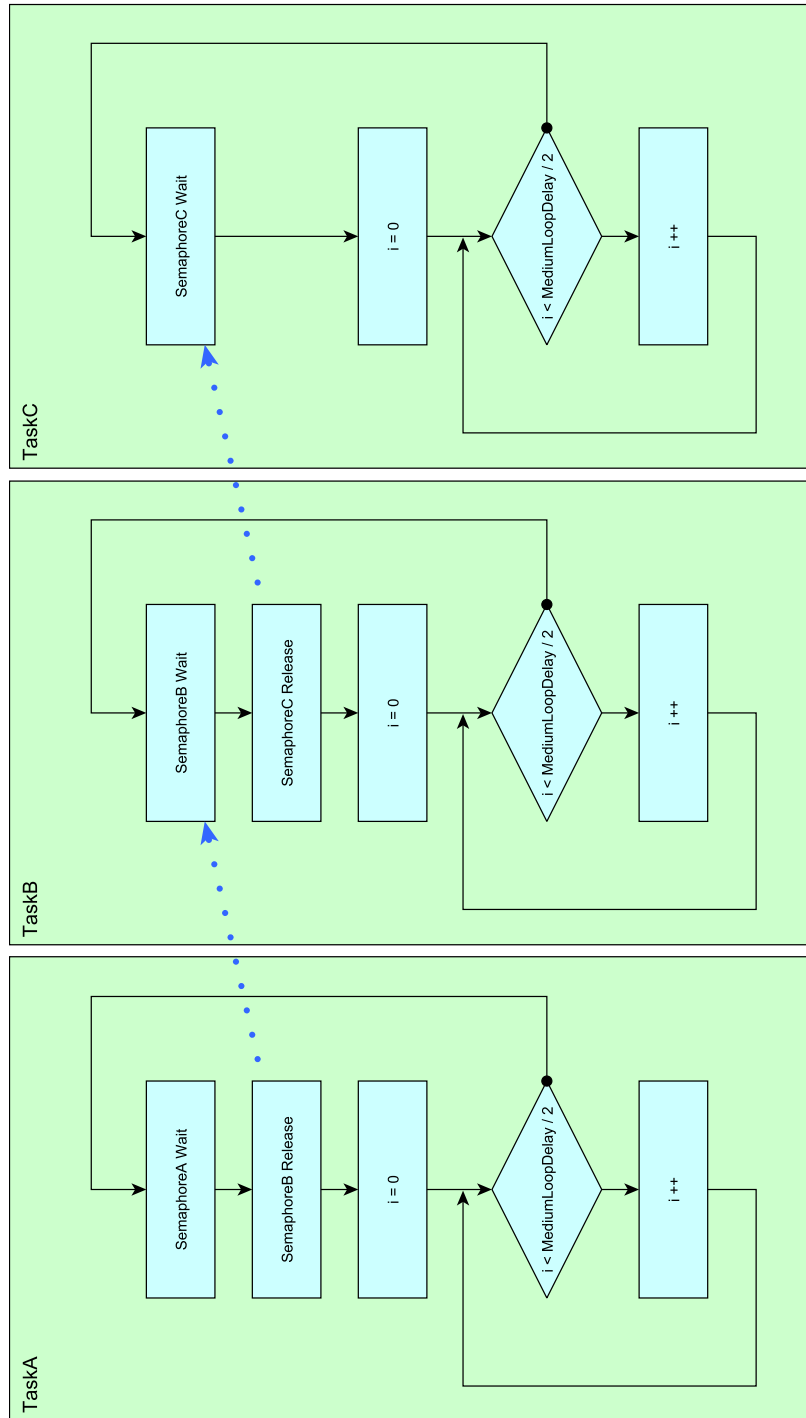 TaskA
SemaphoreA Wait
SemaphoreB Release
i = 0
i < MediumLoopDelay / 2
i ++
TaskB
SemaphoreB Wait
SemaphoreC Release
i = 0
i < MediumLoopDelay / 2
i ++
TaskC
SemaphoreC Wait
i = 0
i < MediumLoopDelay / 2
i ++